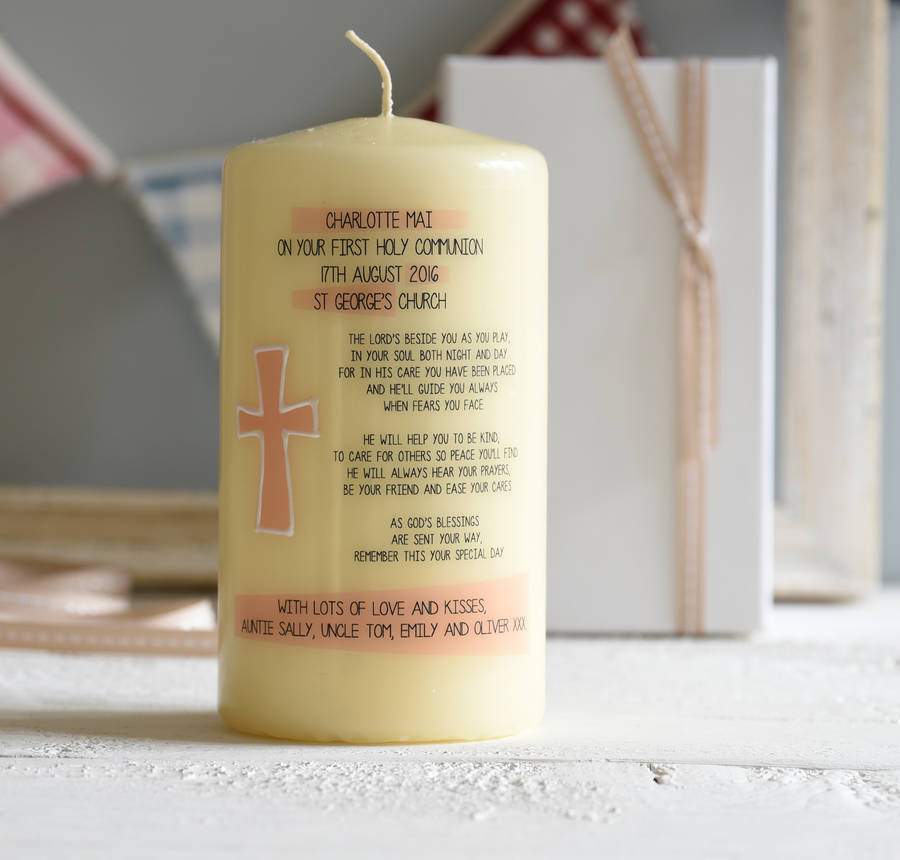 CHARLOTTE MAI
ON YOUR FIRST HOLY COMMUNION
17TH AUGUST 2016
ST GEORGE'S CHURCH
THE LORD'S BESIDE YOU AS YOU PLAY,
IN YOUR SOUL BOTH NIGHT AND DAY
FOR IN HIS CARE YOU HAVE BEEN PLACED
AND HE'LL GUIDE YOU ALWAYS
WHEN FEARS YOU FACE.
HE WILL HELP YOU TO BE KIND,
TO CARE FOR OTHERS SO PEACE YOU'LL FIND
HE WILL ALWAYS HEAR YOUR PRAYERS,
BE YOUR FRIEND AND EASE YOUR CARES
AS GOD'S BLESSINGS
ARE SENT YOUR WAY,
REMEMBER THIS YOUR SPECIAL DAY
WITH LOTS OF LOVE AND KISSES,
AUNTIE SALLY, UNCLE TOM, EMILY AND OLIVER XXX